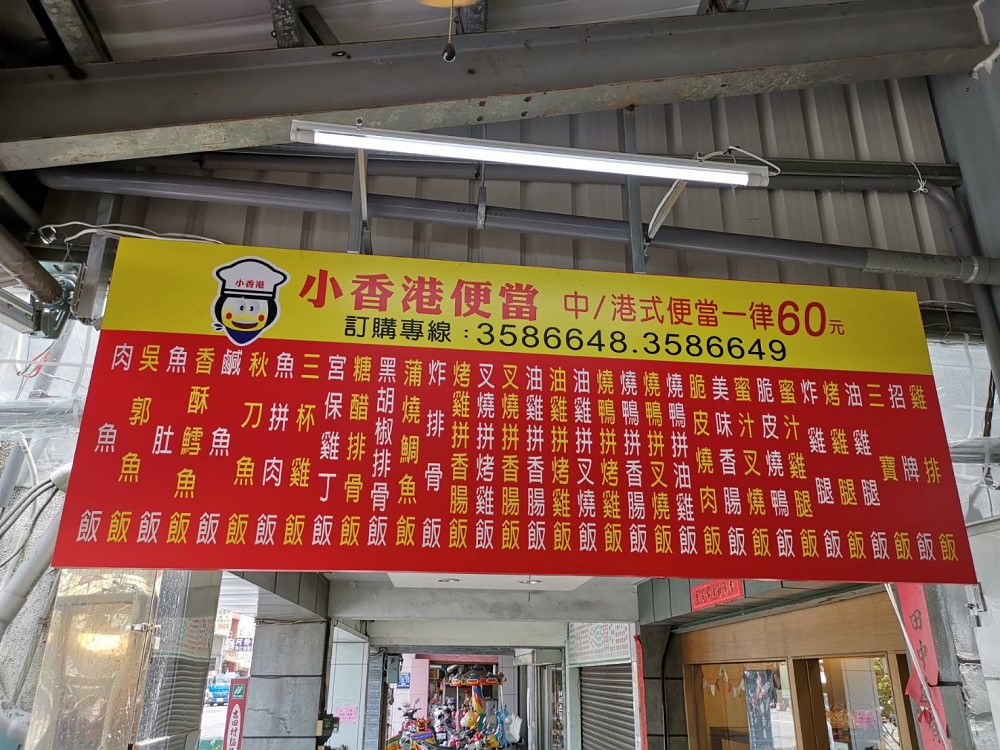 小香港
小香港便當
中/港式便當一律60元
訂購專線:3586648.3586649
雞排飯
招牌飯
三寶飯
油雞腿飯
烤雞腿飯
炸雞腿飯
蜜汁雞腿飯
脆皮燒鴨飯
蜜汁叉燒飯
美味香腸飯
脆皮燒肉飯
燒鴨拼油雞飯
燒鴨拼叉燒飯
燒鴨拼香腸飯
燒鴨拼烤雞飯
油雞拼叉燒飯
油雞拼烤雞飯
油雞拼香腸飯
叉燒拼香腸飯
叉燒拼烤雞飯
烤雞拼香腸飯
炸排骨飯
蒲燒鯛魚飯
黑胡椒排骨飯
糖醋排骨飯
宮保雞丁飯
三杯雞飯
魚拼肉飯
秋刀魚飯
鹹魚飯
香酥鱈魚飯
魚肚飯
吳郭魚飯
肉魚飯